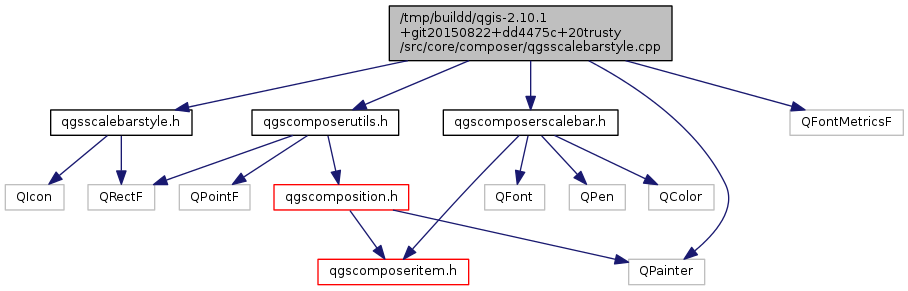 /tmp/buildd/qgis-2.10.1
+git20150822+dd4475c+20trusty
/src/core/composer/qgsscalebarstyle.cpp
qgsscalebarstyle.h
qgscomposerutils.h
qgscomposerscalebar.h
QFontMetricsF
QIcon
QRectF
QPointF
qgscomposition.h
QFont
QPen
QColor
qgscomposeritem.h
QPainter